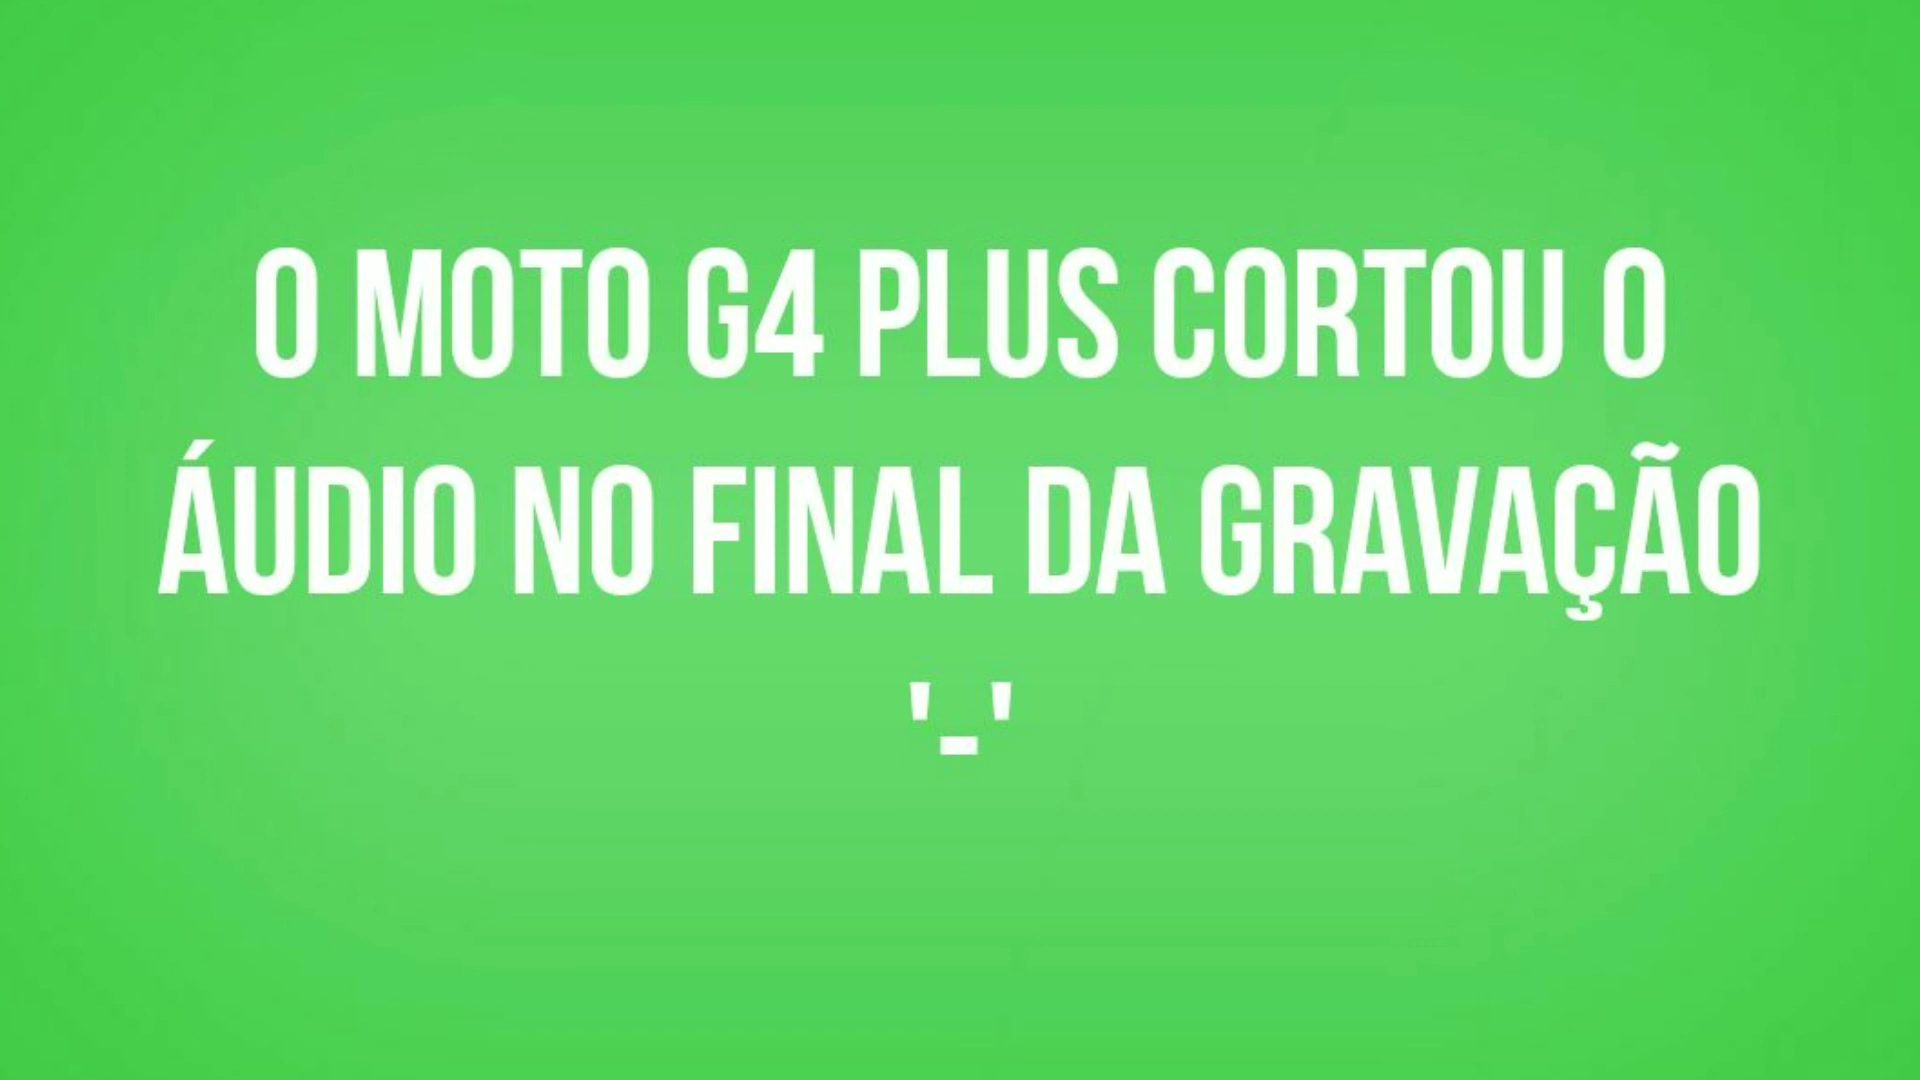 O MOTO G4 PLUS CORTOU O
ÁUDIO NO FINAL DA GRAVAÇÃO
'-'